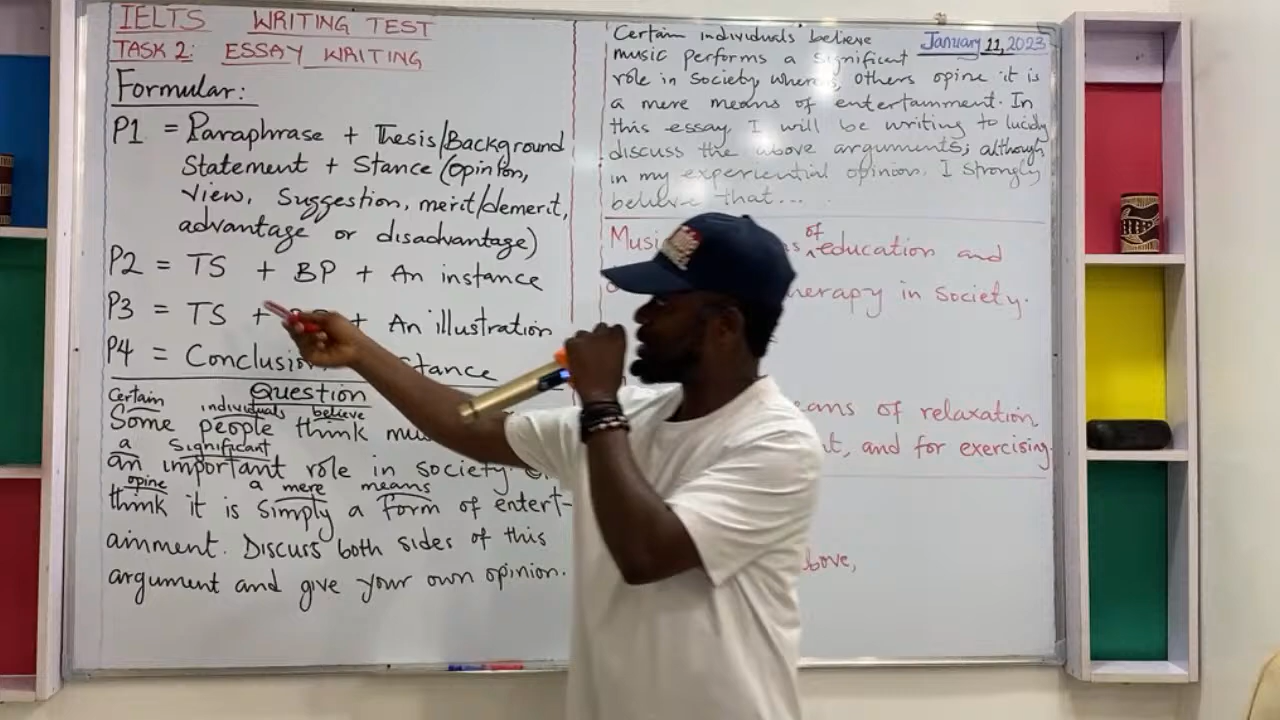 IELTS WRITING TEST
TASK 2: ESSAY WRITING
Formular:
P1 = Paraphrase + Thesis/Background
Statement + Stance (opinion,
view, suggestion, merit/demerit,
advantage or disadvantage)
P2 = TS + BP + An instance
P3 = TS + + An illustration
P4 = Conclusion stance
Question
Certain individuals believe
Some people think
a significant
an important role in society.
opine a mere means
think it is simply a form of entert-
ainment. Discuss both sides of this
argument and give your own opinion.
January 11, 2023
Certain individuals believe
music performs a significant
role in society, whereas others opine it is
a mere means of entertainment. In
this essay, I will be writing to lucidly
discuss the above arguments; although
in my experiential opinion, I strongly
believe that...
of
education and
therapy in society.
means of relaxation,
and for exercising.
above,